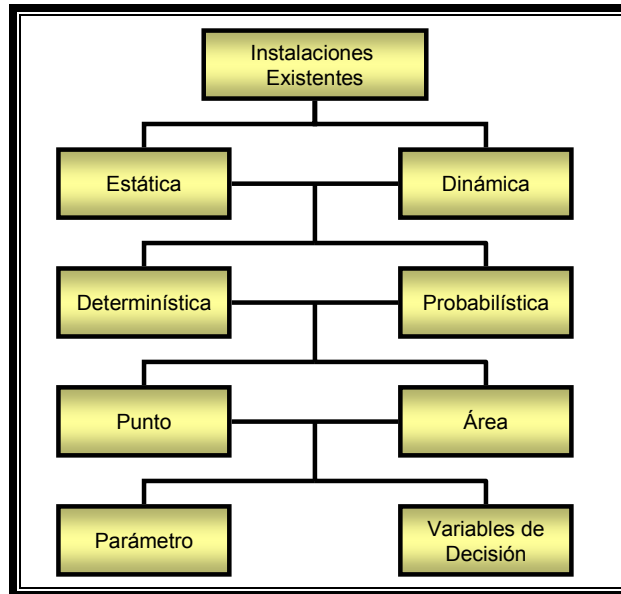 Instalaciones
Existentes
Estática
Dinámica
Determinística
Probabilística
Punto
Área
Parámetro
Variables de
Decisión